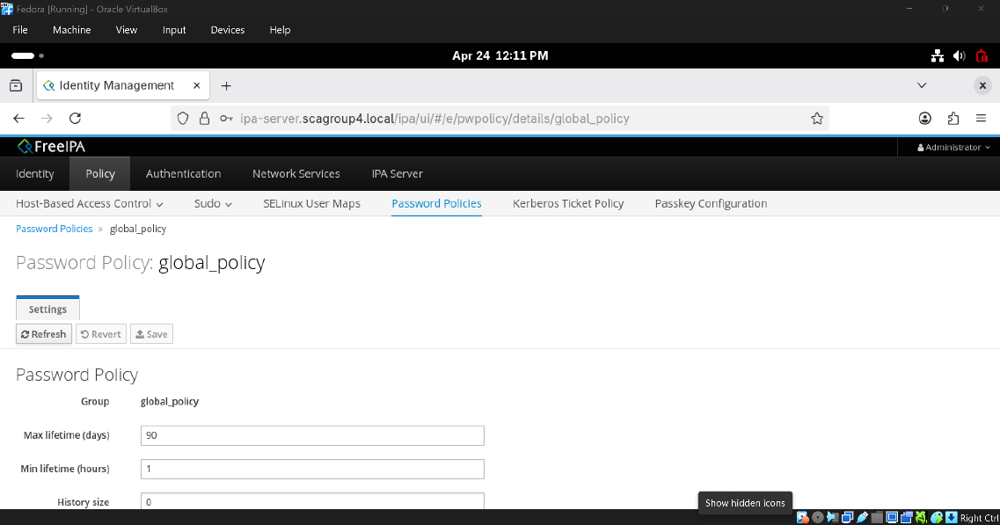 Fedora [Running] - Oracle VirtualBox
File Machine View Input Devices Help
Apr 24 12:11 PM
Identity Management
ipa-server.scagroup4.local/ipa/ui/#/e/pwpolicy/details/global_policy
FreeIPA
Administrator
Identity Policy Authentication Network Services IPA Server
Host-Based Access Control Sudo SELinux User Maps Password Policies Kerberos Ticket Policy Passkey Configuration
Password Policies » global_policy
Password Policy: global_policy
Settings
Refresh Revert Save
Password Policy
Group global_policy
Max lifetime (days) 90
Min lifetime (hours) 1
History size 0
Show hidden icons
Right Ctrl